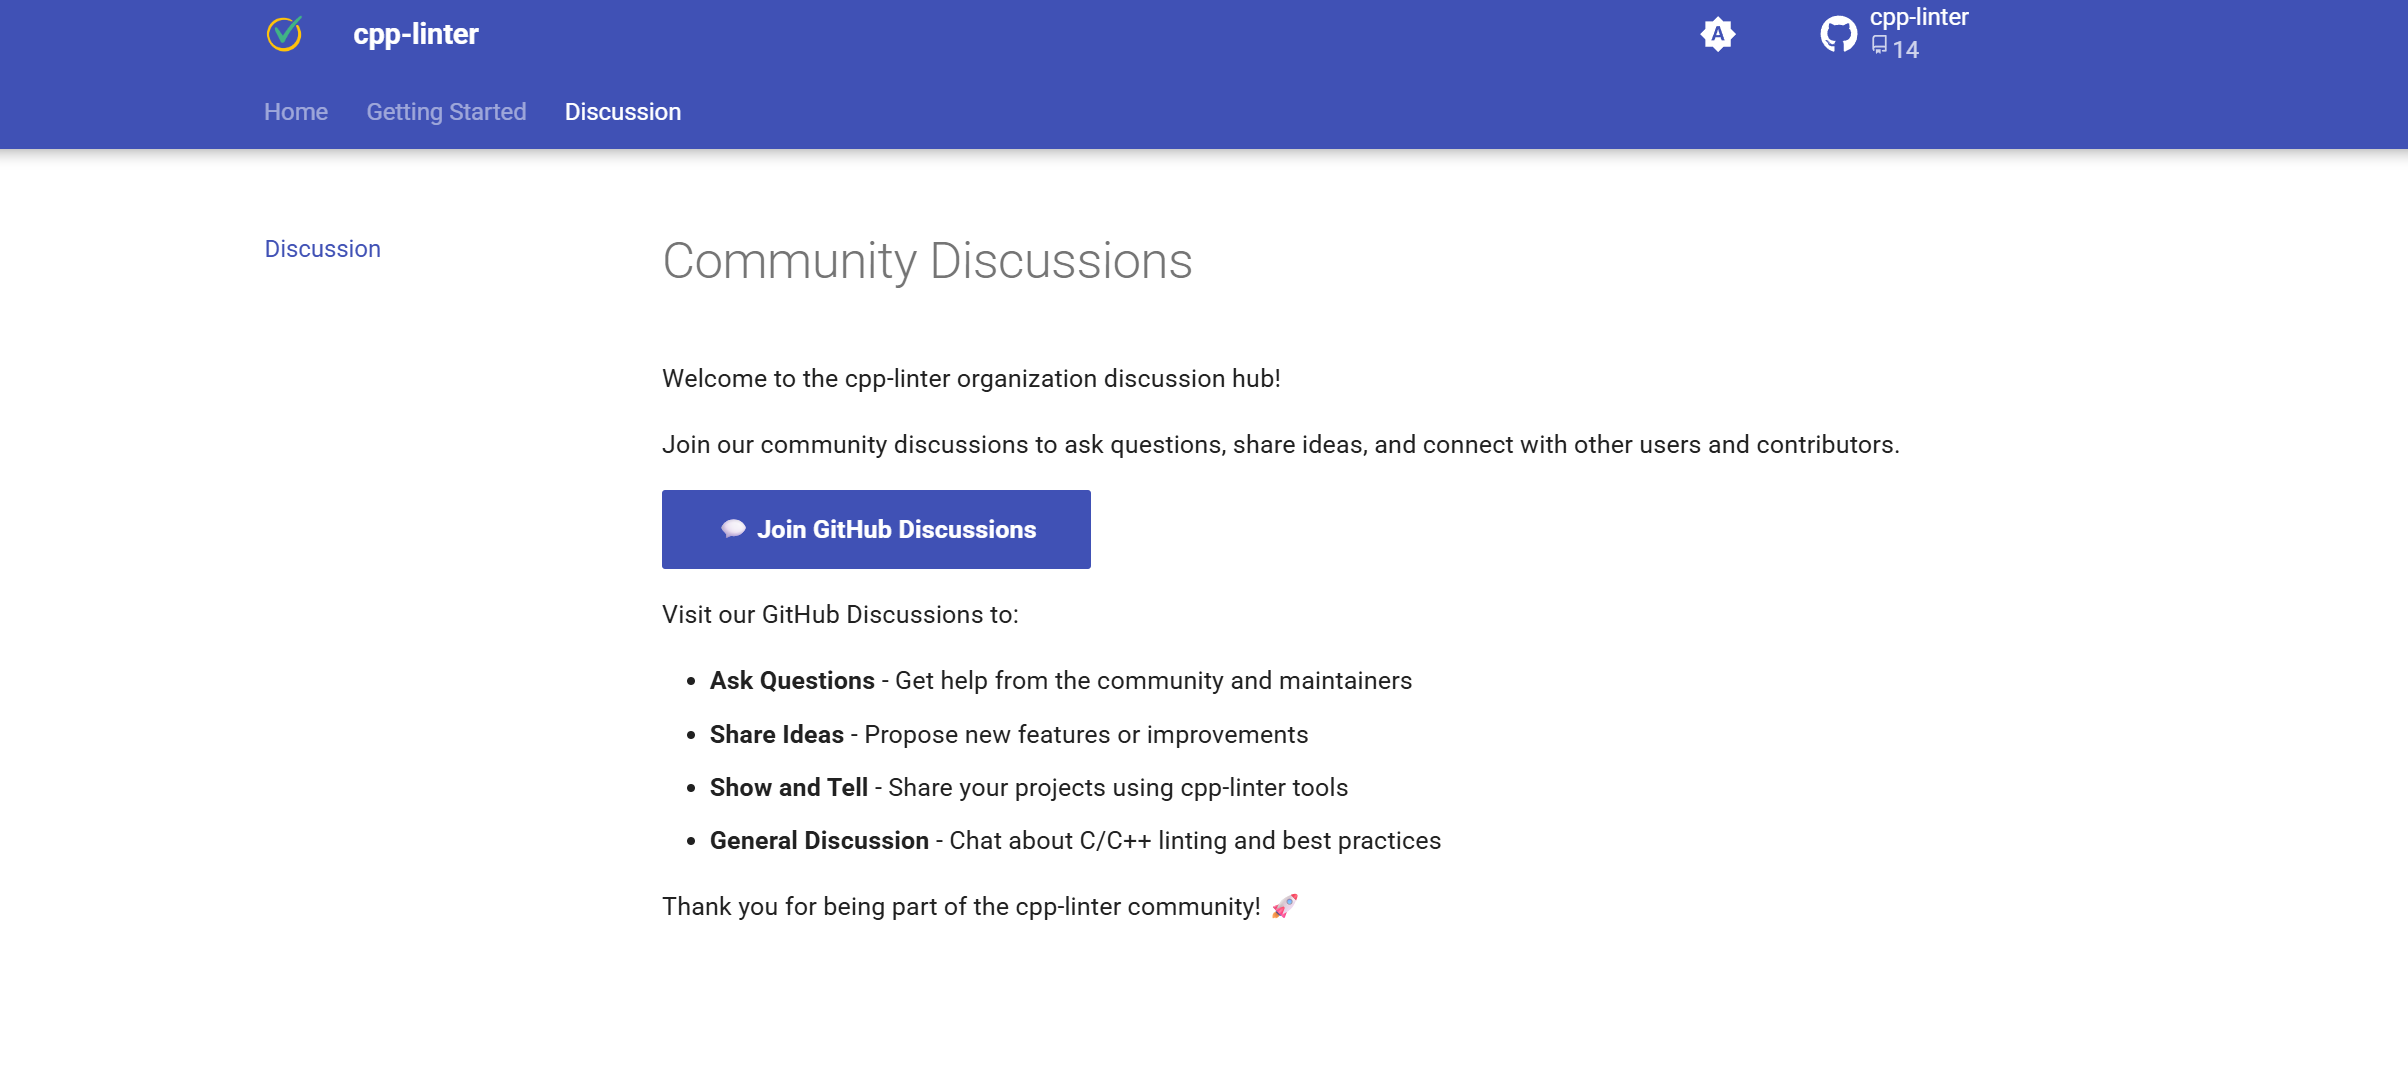 cpp-linter
A
cpp-linter
14
Home Getting Started Discussion
Discussion
Community Discussions
Welcome to the cpp-linter organization discussion hub!
Join our community discussions to ask questions, share ideas, and connect with other users and contributors.
💬 Join GitHub Discussions
Visit our GitHub Discussions to:
• Ask Questions - Get help from the community and maintainers
• Share Ideas - Propose new features or improvements
• Show and Tell - Share your projects using cpp-linter tools
• General Discussion - Chat about C/C++ linting and best practices
Thank you for being part of the cpp-linter community! 🚀